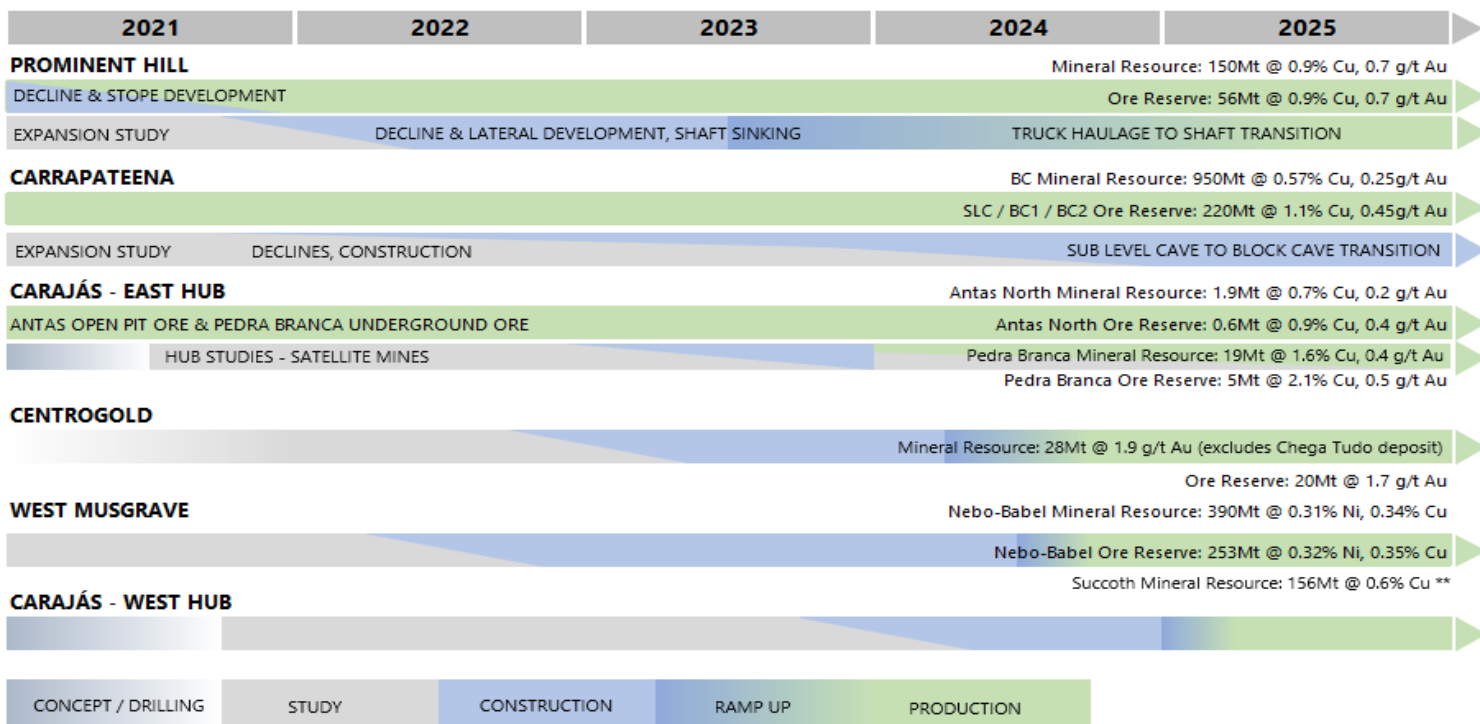 2021 2022 2023 2024 2025
PROMINENT HILL
Mineral Resource: 150Mt @ 0.9% Cu, 0.7 g/t Au
DECLINE & STOPE DEVELOPMENT
Ore Reserve: 56Mt @ 0.9% Cu, 0.7 g/t Au
EXPANSION STUDY
DECLINE & LATERAL DEVELOPMENT, SHAFT SINKING
TRUCK HAULAGE TO SHAFT TRANSITION
CARRAPATEENA
BC Mineral Resource: 950Mt @ 0.57% Cu, 0.25g/t Au
SLC / BC1 / BC2 Ore Reserve: 220Mt @ 1.1% Cu, 0.45g/t Au
EXPANSION STUDY
DECLINES, CONSTRUCTION
SUB LEVEL CAVE TO BLOCK CAVE TRANSITION
CARAJÁS - EAST HUB
Antas North Mineral Resource: 1.9Mt @ 0.7% Cu, 0.2 g/t Au
ANTAS OPEN PIT ORE & PEDRA BRANCA UNDERGROUND ORE
Antas North Ore Reserve: 0.6Mt @ 0.9% Cu, 0.4 g/t Au
HUB STUDIES - SATELLITE MINES
Pedra Branca Mineral Resource: 19Mt @ 1.6% Cu, 0.4 g/t Au
Pedra Branca Ore Reserve: 5Mt @ 2.1% Cu, 0.5 g/t Au
CENTROGOLD
Mineral Resource: 28Mt @ 1.9 g/t Au (excludes Chega Tudo deposit)
Ore Reserve: 20Mt @ 1.7 g/t Au
WEST MUSGRAVE
Nebo-Babel Mineral Resource: 390Mt @ 0.31% Ni, 0.34% Cu
Nebo-Babel Ore Reserve: 253Mt @ 0.32% Ni, 0.35% Cu
Succoth Mineral Resource: 156Mt @ 0.6% Cu **
CARAJÁS - WEST HUB
CONCEPT / DRILLING
STUDY
CONSTRUCTION
RAMP UP
PRODUCTION